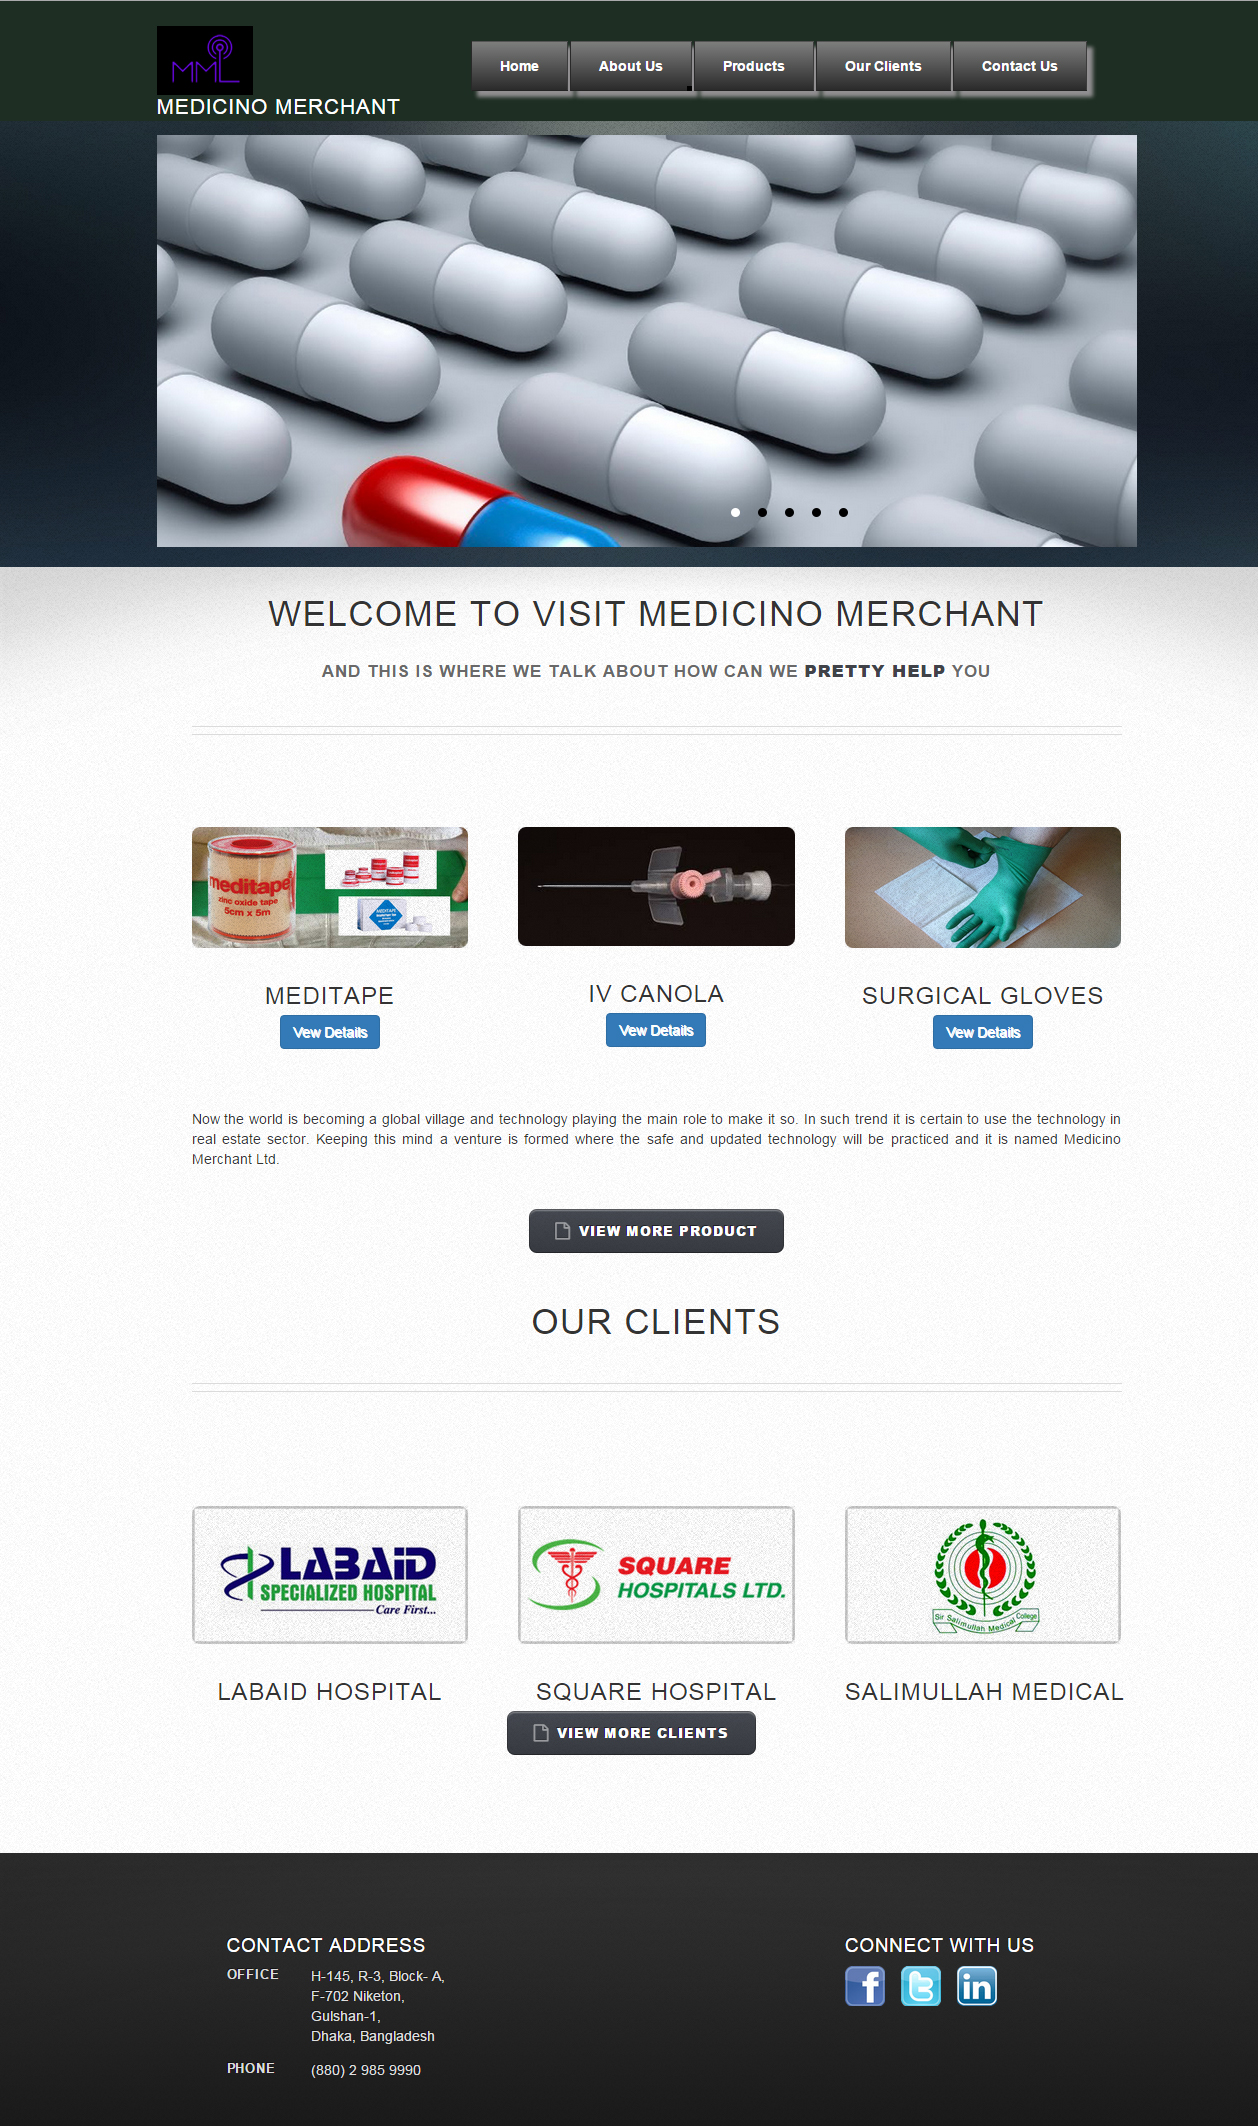 MML
MEDICINO MERCHANT
Home
About Us
Products
Our Clients
Contact Us
WELCOME TO VISIT MEDICINO MERCHANT
AND THIS IS WHERE WE TALK ABOUT HOW CAN WE PRETTY HELP YOU
meditape
zinc oxide tape
5cm x 5m
MEDITAPE
MEDITAPE
Vew Details
IV CANOLA
Vew Details
SURGICAL GLOVES
Vew Details
Now the world is becoming a global village and technology playing the main role to make it so. In such trend it is certain to use the technology in
real estate sector. Keeping this mind a venture is formed where the safe and updated technology will be practiced and it is named Medicino
Merchant Ltd.
VIEW MORE PRODUCT
OUR CLIENTS
LABAID
SPECIALIZED HOSPITAL
Care First...
SQUARE
HOSPITALS LTD.
Sir Salimullah Medical College
LABAID HOSPITAL
SQUARE HOSPITAL
SALIMULLAH MEDICAL
VIEW MORE CLIENTS
CONTACT ADDRESS
OFFICE
H-145, R-3, Block- A,
F-702 Niketon,
Gulshan-1,
Dhaka, Bangladesh
PHONE
(880) 2 985 9990
CONNECT WITH US
f
t
in